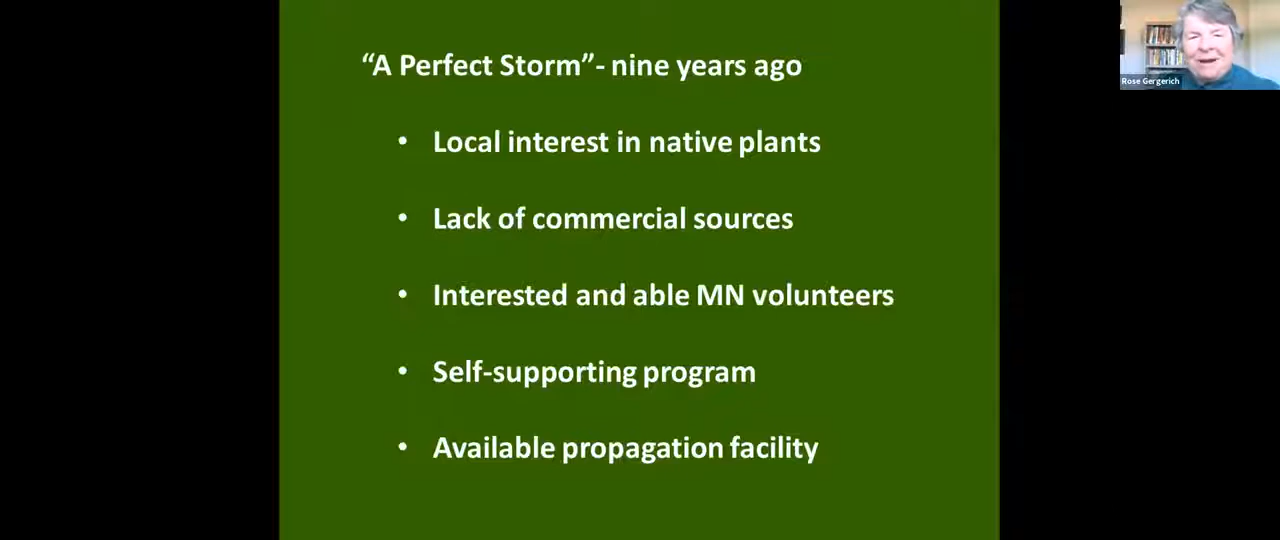 “A Perfect Storm”- nine years ago
• Local interest in native plants
• Lack of commercial sources
• Interested and able MN volunteers
• Self-supporting program
• Available propagation facility
Rose Gergerich